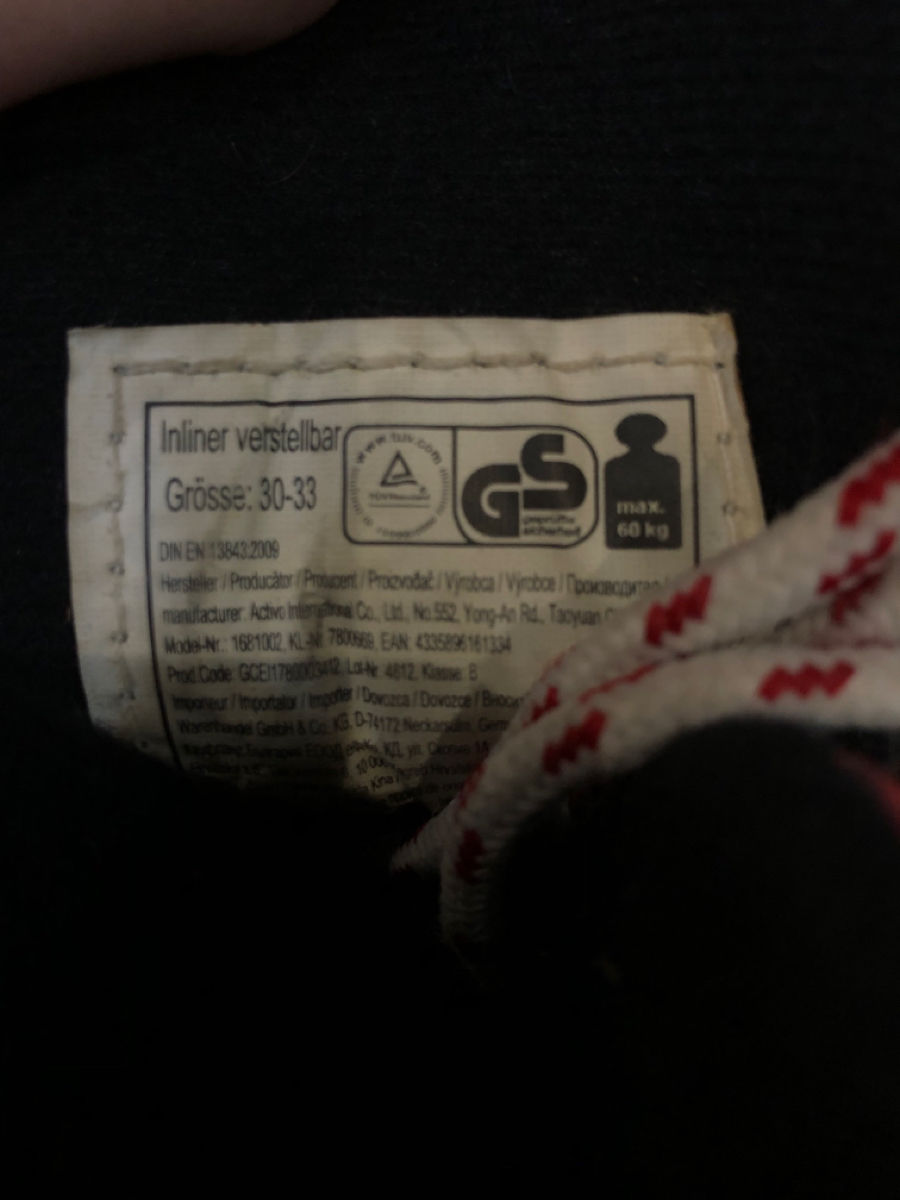 Inliner verstellbar
Grösse: 30-33
www.tuv.com
TÜVRheinland
®
GS
geprüfte
Sicherheit
max.
60 kg
DIN EN 13843:2009
Hersteller / Producător / Producent / Proizvođač / Výrobca / Výrobce / Производител /
manufacturer: Activo International Co., Ltd., No.552, Yong-An Rd., Taoyuan
Model-Nr.: 1681002, KL-Nr. 7800669, EAN: 4335896161334
Prod.Code: GCEI1780003412, Lot-Nr. 4812, Klasse: B
Importeur / Importator / Importer / Dovozca / Dovozce /
Warenhandel GmbH & Co. KG, D-74172 Neckarsulm,